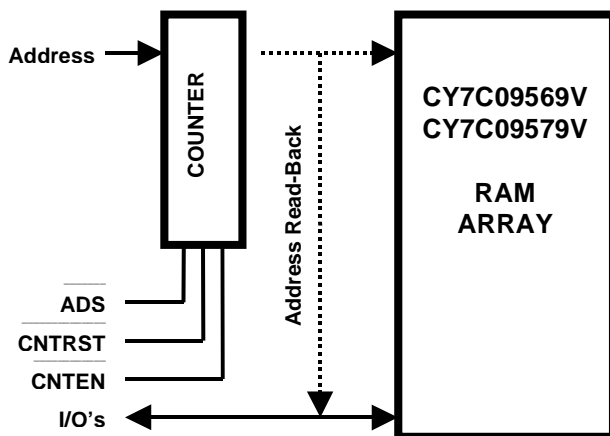 Address
COUNTER
Address Read-Back
CY7C09569V
CY7C09579V
RAM
ARRAY
ADS
CNTRST
CNTEN
I/O's